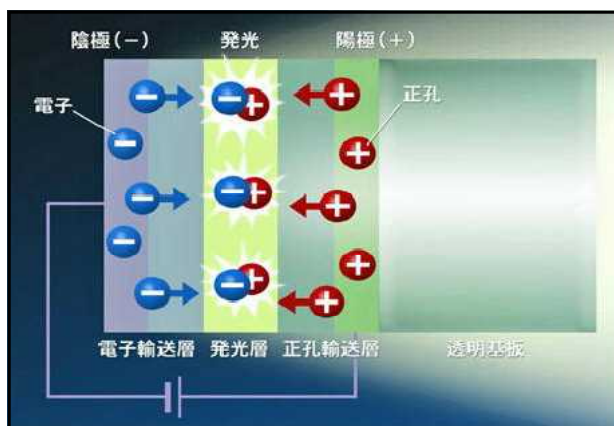 陰極(−) 発光 陽極(+)
電子 正孔
電子輸送層 発光層 正孔輸送層 透明基板